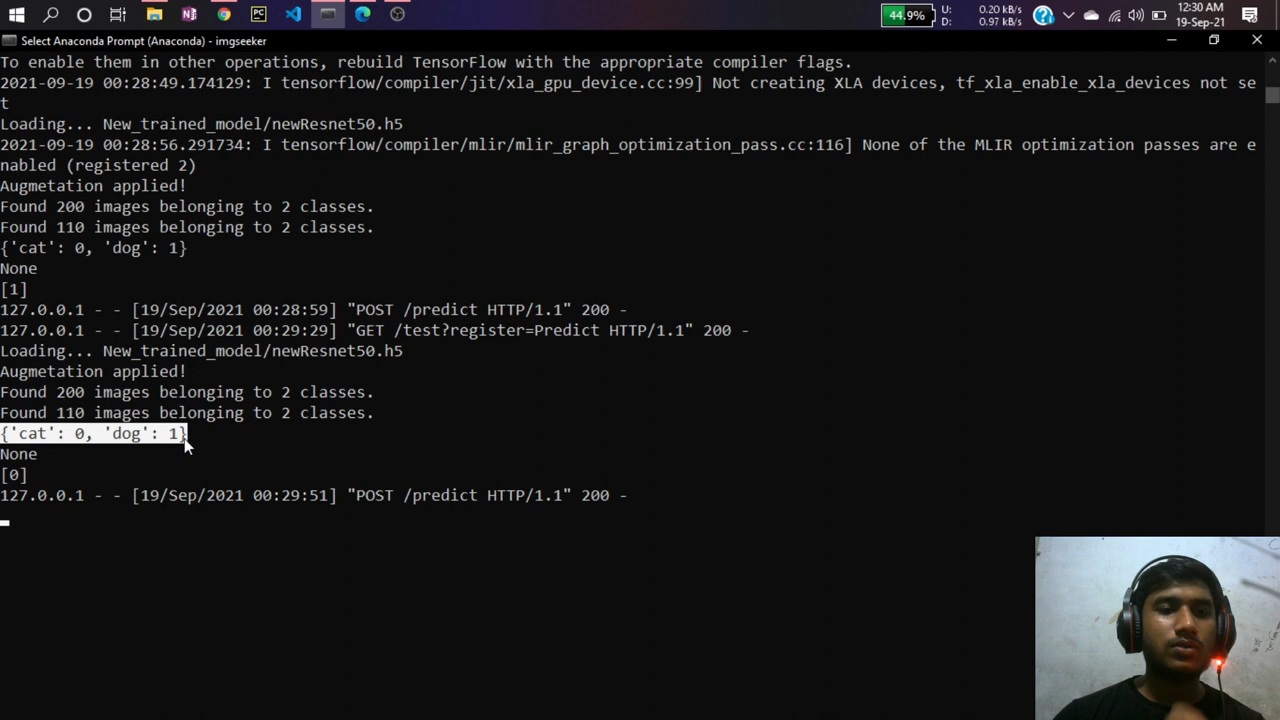 44.9%
U: 0.20 kB/s
D: 0.97 kB/s
12:30 AM
19-Sep-21
Select Anaconda Prompt (Anaconda) - imgseeker
To enable them in other operations, rebuild TensorFlow with the appropriate compiler flags.
2021-09-19 00:28:49.174129: I tensorflow/compiler/jit/xla_gpu_device.cc:99] Not creating XLA devices, tf_xla_enable_xla_devices not se
t
Loading... New_trained_model/newResnet50.h5
2021-09-19 00:28:56.291734: I tensorflow/compiler/mlir/mlir_graph_optimization_pass.cc:116] None of the MLIR optimization passes are e
nabled (registered 2)
Augmetation applied!
Found 200 images belonging to 2 classes.
Found 110 images belonging to 2 classes.
{'cat': 0, 'dog': 1}
None
[1]
127.0.0.1 - - [19/Sep/2021 00:28:59] "POST /predict HTTP/1.1" 200 -
127.0.0.1 - - [19/Sep/2021 00:29:29] "GET /test?register=Predict HTTP/1.1" 200 -
Loading... New_trained_model/newResnet50.h5
Augmetation applied!
Found 200 images belonging to 2 classes.
Found 110 images belonging to 2 classes.
{'cat': 0, 'dog': 1}
None
[0]
127.0.0.1 - - [19/Sep/2021 00:29:51] "POST /predict HTTP/1.1" 200 -